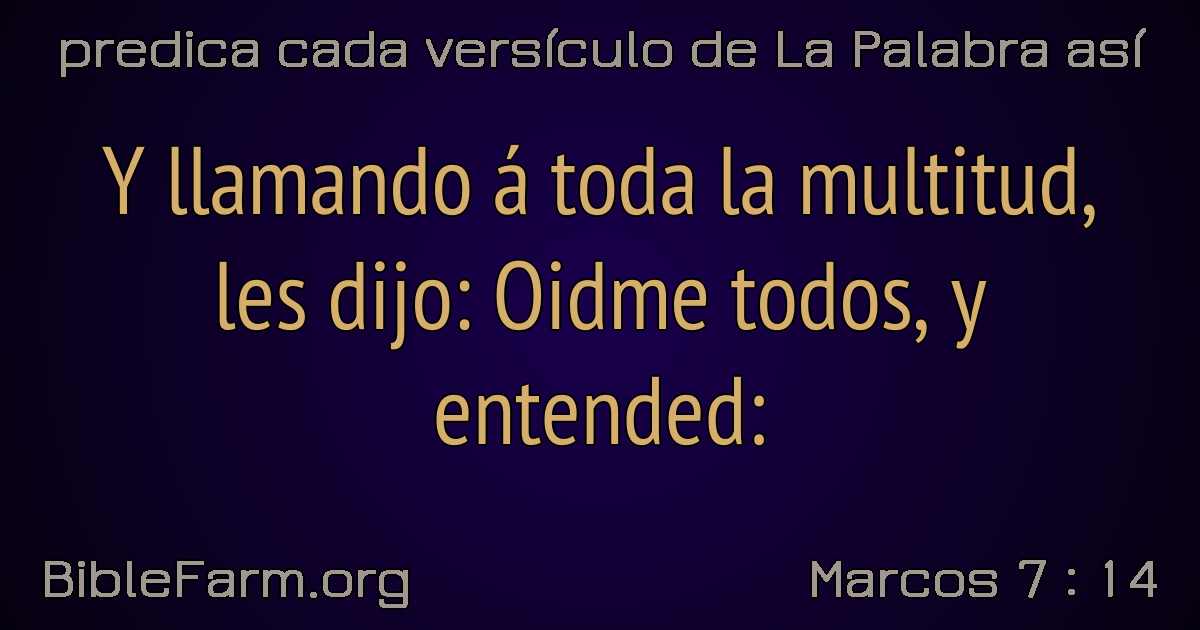 predica cada versículo de La Palabra así
Y llamando á toda la multitud,
les dijo: Oidme todos, y
entended:
BibleFarm.org
Marcos 7 : 14